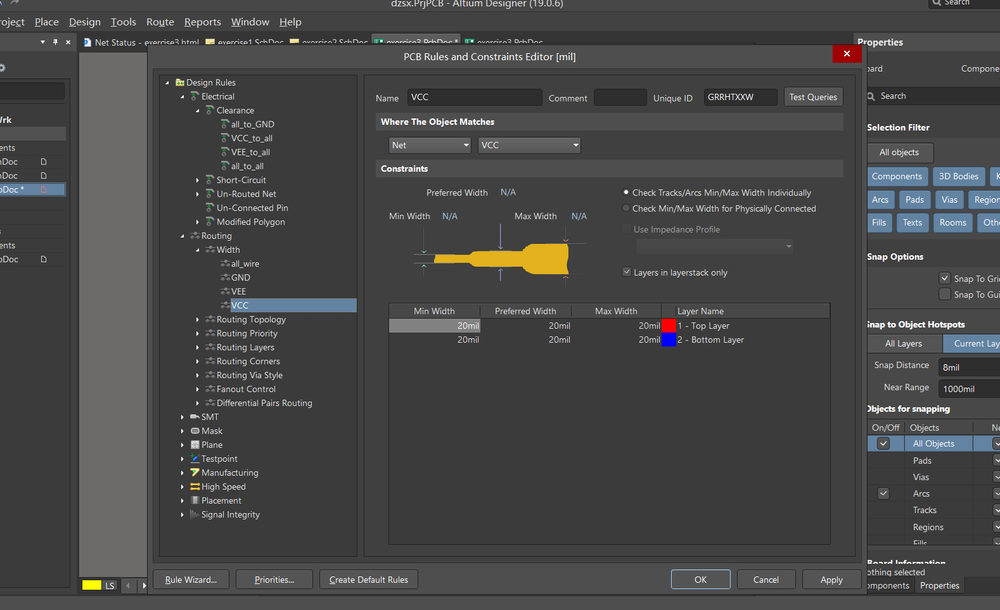 dzsx.PrjPCB - Altium Designer (19.0.6)
Search
roject Place Design Tools Route Reports Window Help
Net Status - exercise3.html exercise1.SchDoc exercise2.SchDoc exercise3.PcbDoc * exercise3.PcbDoc
Properties
PCB Rules and Constraints Editor [mil]
oard Compone
Search
Wrk
ents
hDoc
hDoc
bDoc *
ents
oDoc
Design Rules
Electrical
Clearance
all_to_GND
VCC_to_all
VEE_to_all
all_to_all
Short-Circuit
Un-Routed Net
Un-Connected Pin
Modified Polygon
Routing
Width
all_wire
GND
VEE
VCC
Routing Topology
Routing Priority
Routing Layers
Routing Corners
Routing Via Style
Fanout Control
Differential Pairs Routing
SMT
Mask
Plane
Testpoint
Manufacturing
High Speed
Placement
Signal Integrity
Name VCC Comment Unique ID GRRHTXXW Test Queries
Where The Object Matches
Net VCC
Constraints
Preferred Width N/A
Min Width N/A Max Width N/A
Check Tracks/Arcs Min/Max Width Individually
Check Min/Max Width for Physically Connected
Use Impedance Profile
Layers in layerstack only
Min Width Preferred Width Max Width Layer Name
20mil 20mil 20mil 1 - Top Layer
20mil 20mil 20mil 2 - Bottom Layer
Rule Wizard... Priorities... Create Default Rules OK Cancel Apply
LS
Selection Filter
All objects
Components 3D Bodies K
Arcs Pads Vias Region
Fills Texts Rooms Othe
Snap Options
Snap To Gri
Snap To Gui
Snap to Object Hotspots
All Layers Current Lay
Snap Distance 8mil
Near Range 1000mil
Objects for snapping
On/Off Objects Ne
All Objects
Pads
Vias
Arcs
Tracks
Regions
Fills
Board Information
othing selected
omponents Properties